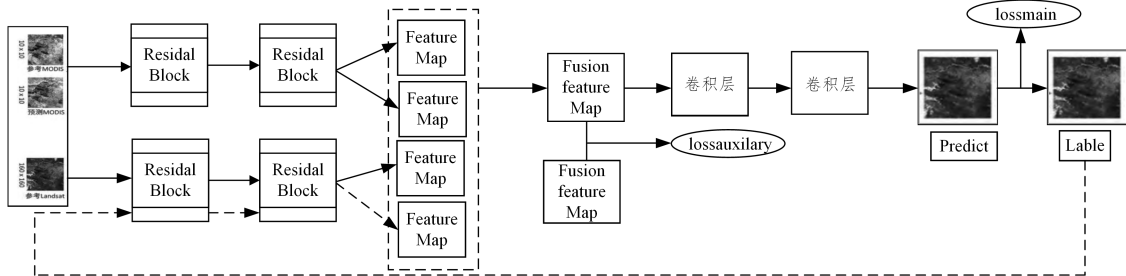 10 x 10
参考MODIS
10 x 10
预测MODIS
160 x 160
参考Landsat
Residal
Block
Residal
Block
Residal
Block
Residal
Block
Feature
Map
Feature
Map
Feature
Map
Feature
Map
Fusion
feature
Map
Fusion
feature
Map
lossauxilary
卷积层
卷积层
lossmain
Predict
Lable